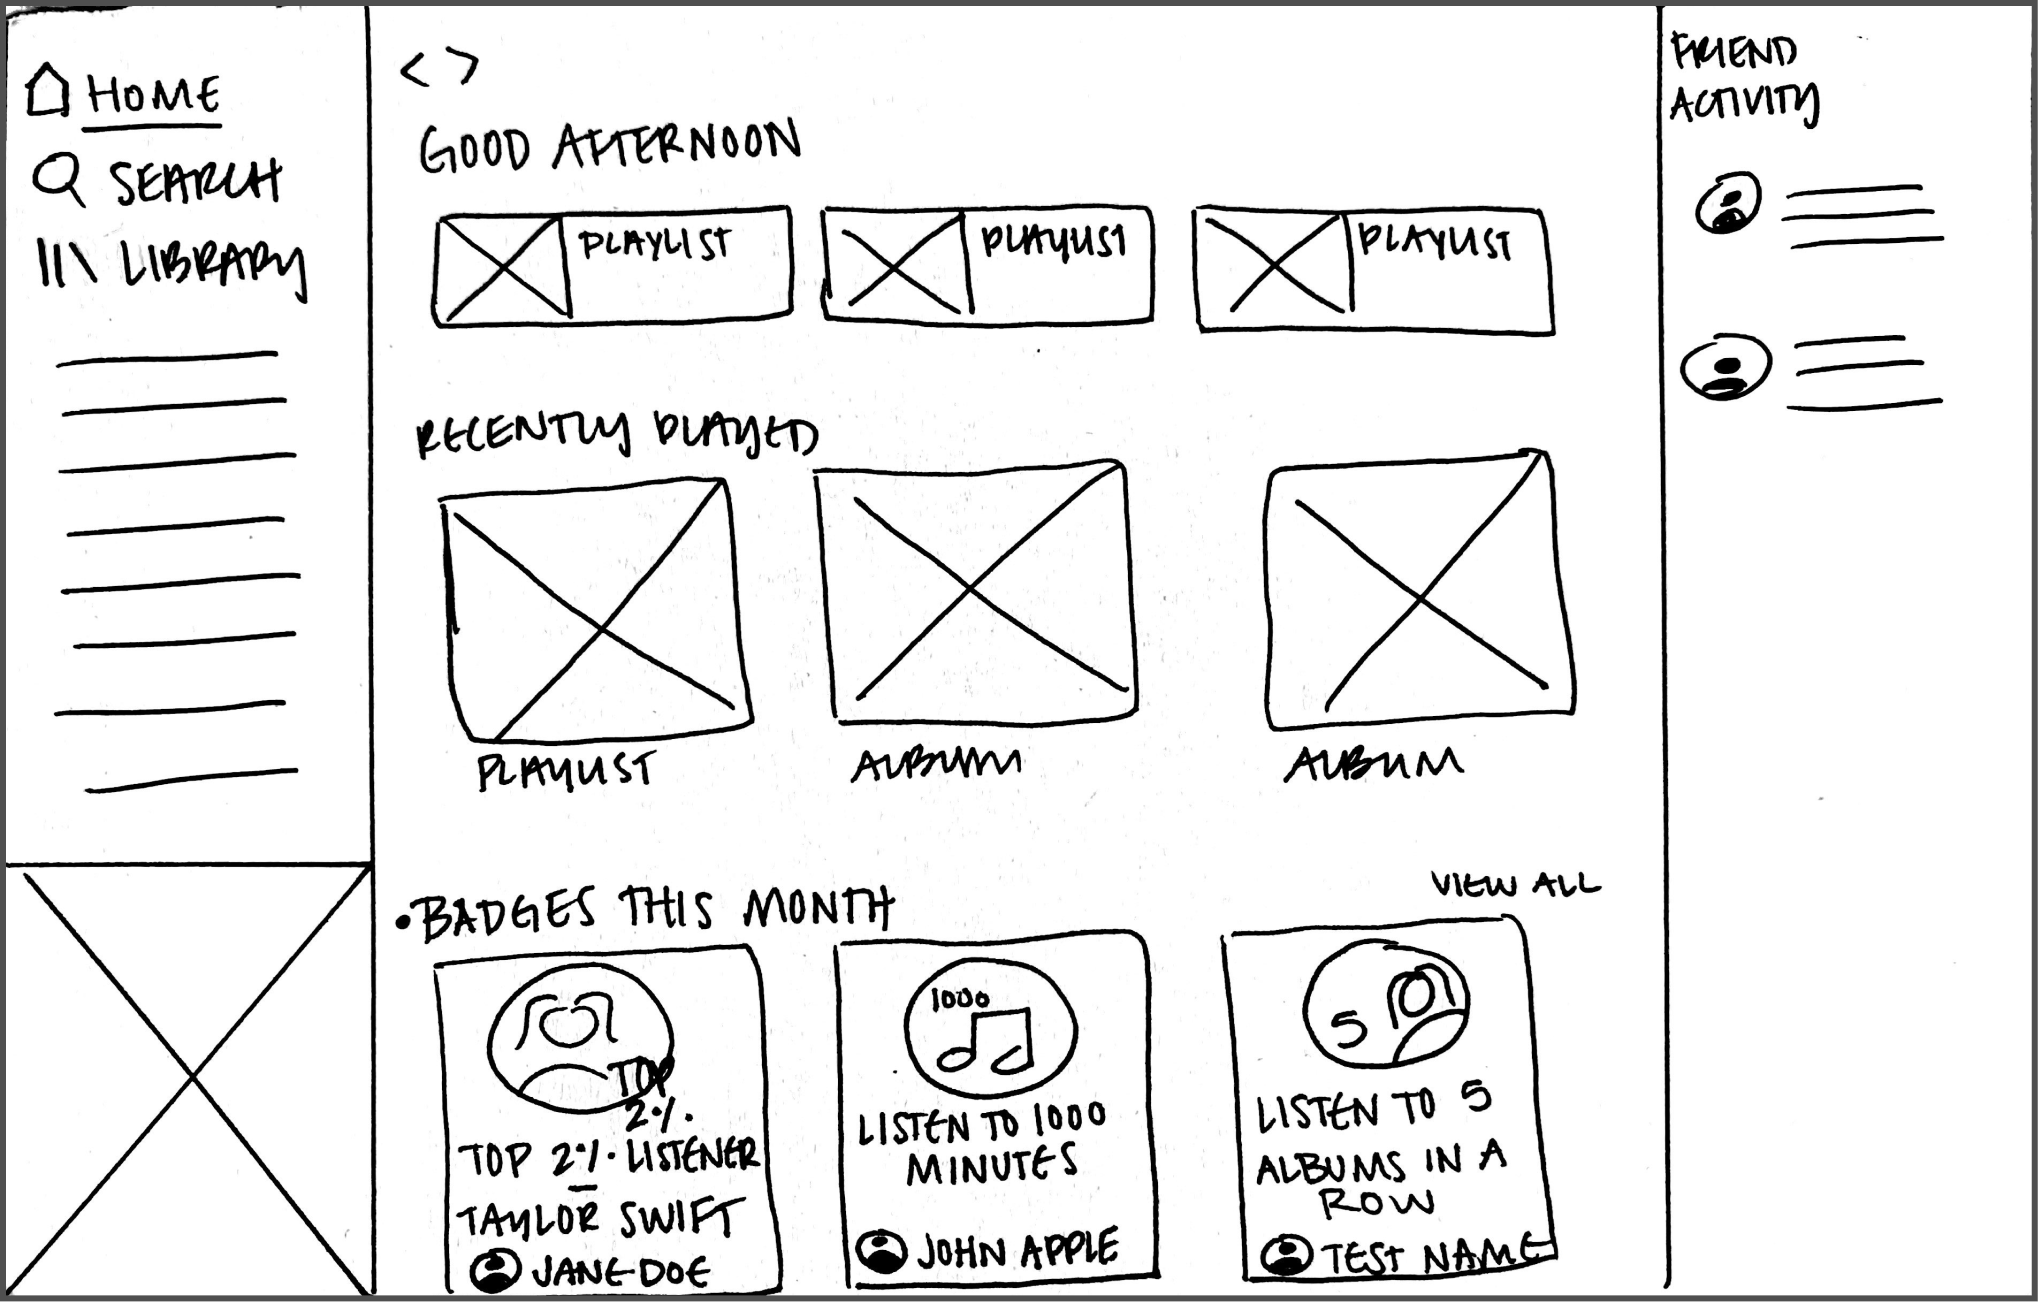 HOME
SEARCH
LIBRARY
< >
GOOD AFTERNOON
PLAYLIST
PLAYLIST
PLAYLIST
RECENTLY PLAYED
PLAYLIST
ALBUM
ALBUM
•BADGES THIS MONTH
VIEW ALL
TOP
2%
TOP 2% LISTENER
TAYLOR SWIFT
JANE DOE
1000
LISTEN TO 1000
MINUTES
JOHN APPLE
5
LISTEN TO 5
ALBUMS IN A
ROW
TEST NAME
FRIEND
ACTIVITY